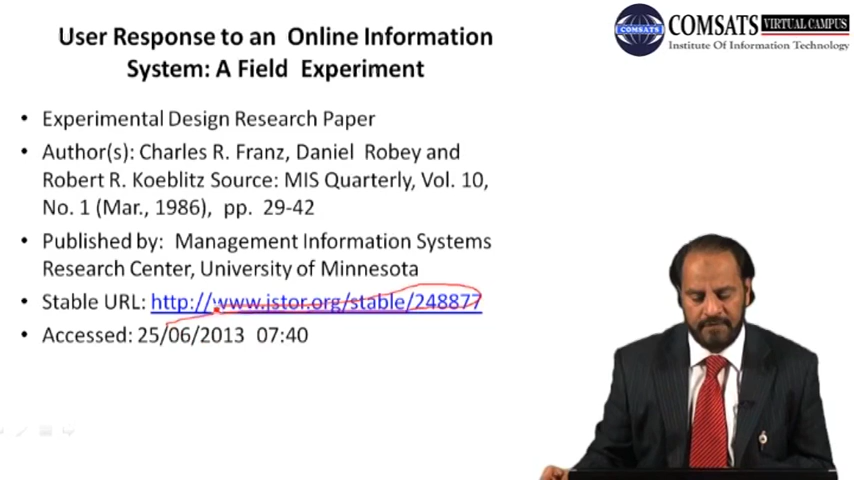 User Response to an Online Information
System: A Field Experiment
COMSATS VIRTUAL CAMPUS
Institute Of Information Technology
COMSATS
• Experimental Design Research Paper
• Author(s): Charles R. Franz, Daniel Robey and
Robert R. Koeblitz Source: MIS Quarterly, Vol. 10,
No. 1 (Mar., 1986), pp. 29-42
• Published by: Management Information Systems
Research Center, University of Minnesota
• Stable URL: http://www.jstor.org/stable/248877
• Accessed: 25/06/2013 07:40